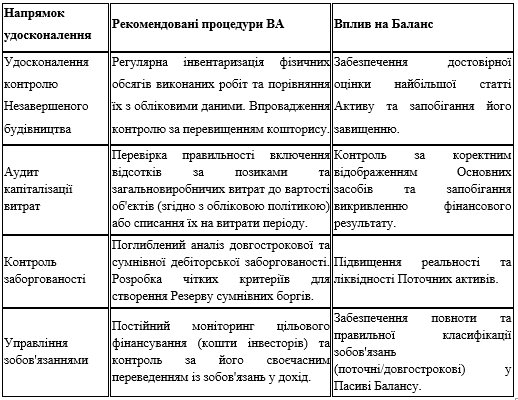 Напрямок
удосконалення
Рекомендовані процедури ВА
Вплив на Баланс
Удосконалення
контролю
Незавершеного
будівництва
Регулярна інвентаризація фізичних
обсягів виконаних робіт та порівняння
їх з обліковими даними. Впровадження
контролю за перевищенням кошторису.
Забезпечення достовірної
оцінки найбільшої статті
Активу та запобігання його
завищенню.
Аудит
капіталізації
витрат
Перевірка правильності включення
відсотків за позиками та
загальновиробничих витрат до вартості
об'єктів (згідно з обліковою політикою)
або списання їх на витрати періоду.
Контроль за коректним
відображенням Основних
засобів та запобігання
викривленню фінансового
результату.
Контроль
заборгованості
Поглиблений аналіз довгострокової та
сумнівної дебіторської заборгованості.
Розробка чітких критеріїв для
створення Резерву сумнівних боргів.
Підвищення реальності та
ліквідності Поточних активів.
Управління
зобов'язаннями
Постійний моніторинг цільового
фінансування (кошти інвесторів) та
контроль за його своєчасним
переведенням із зобов'язань у дохід.
Забезпечення повноти та
правильної класифікації
зобов'язань
(поточні/довгострокові) у
Пасиві Балансу.